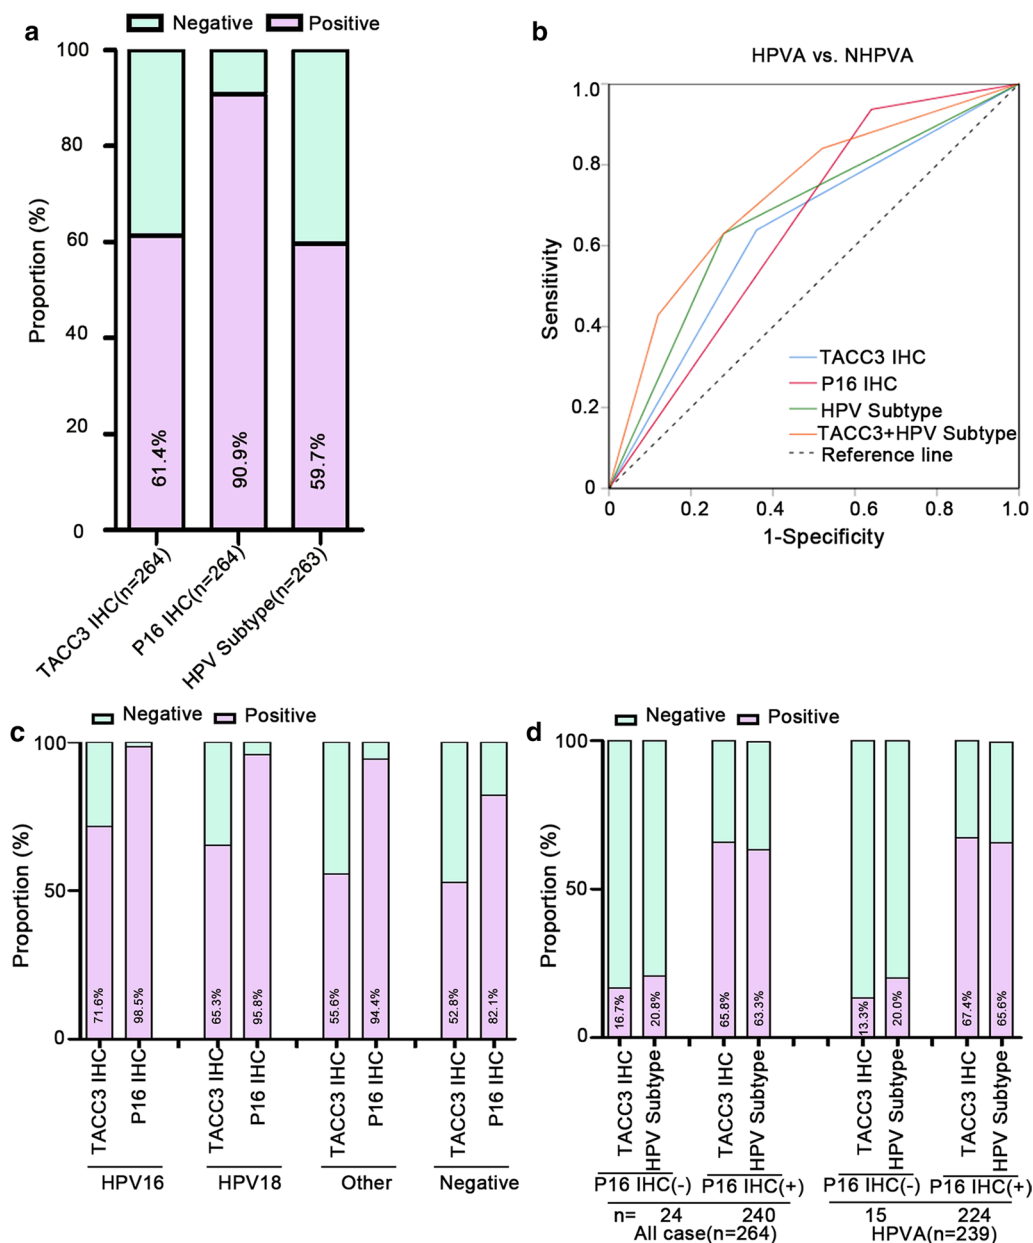 a
Negative Positive
100
80
60
40
20
0
Proportion (%)
61.4%
90.9%
59.7%
TACC3 IHC(n=264)
P16 IHC(n=264)
HPV Subtype(n=263)
b
HPVA vs. NHPVA
1.0
0.8
0.6
0.4
0.2
0
Sensitivity
TACC3 IHC
P16 IHC
HPV Subtype
TACC3+HPV Subtype
Reference line
0 0.2 0.4 0.6 0.8 1.0
1-Specificity
c
Negative Positive
100
50
0
Proportion (%)
71.6%
98.5%
65.3%
95.8%
55.6%
94.4%
52.8%
82.1%
TACC3 IHC
P16 IHC
TACC3 IHC
P16 IHC
TACC3 IHC
P16 IHC
TACC3 IHC
P16 IHC
HPV16 HPV18 Other Negative
d
Negative Positive
100
50
0
Proportion (%)
16.7%
20.8%
65.8%
63.3%
13.3%
20.0%
67.4%
65.6%
TACC3 IHC
HPV Subtype
TACC3 IHC
HPV Subtype
TACC3 IHC
HPV Subtype
TACC3 IHC
HPV Subtype
P16 IHC(-) P16 IHC(+) P16 IHC(-) P16 IHC(+)
n= 24 240 15 224
All case(n=264) HPVA(n=239)